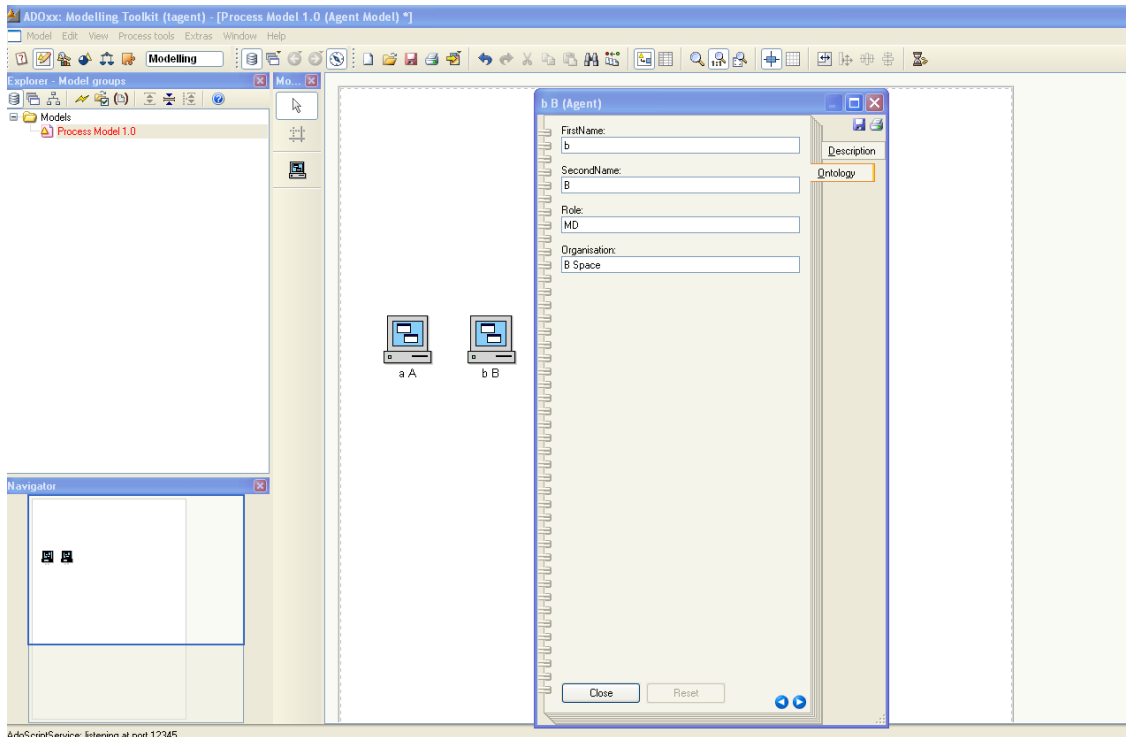 ADOxx: Modelling Toolkit (tagent) - [Process Model 1.0 (Agent Model) *]
Model Edit View Process tools Extras Window Help
Modelling
Explorer - Model groups
Mo...
Models
Process Model 1.0
b B (Agent)
FirstName:
b
Description
SecondName:
Ontology
B
Role:
MD
Organisation:
B Space
a A
b B
Navigator
Close
Reset
AdoScriptService: listening at port 12345